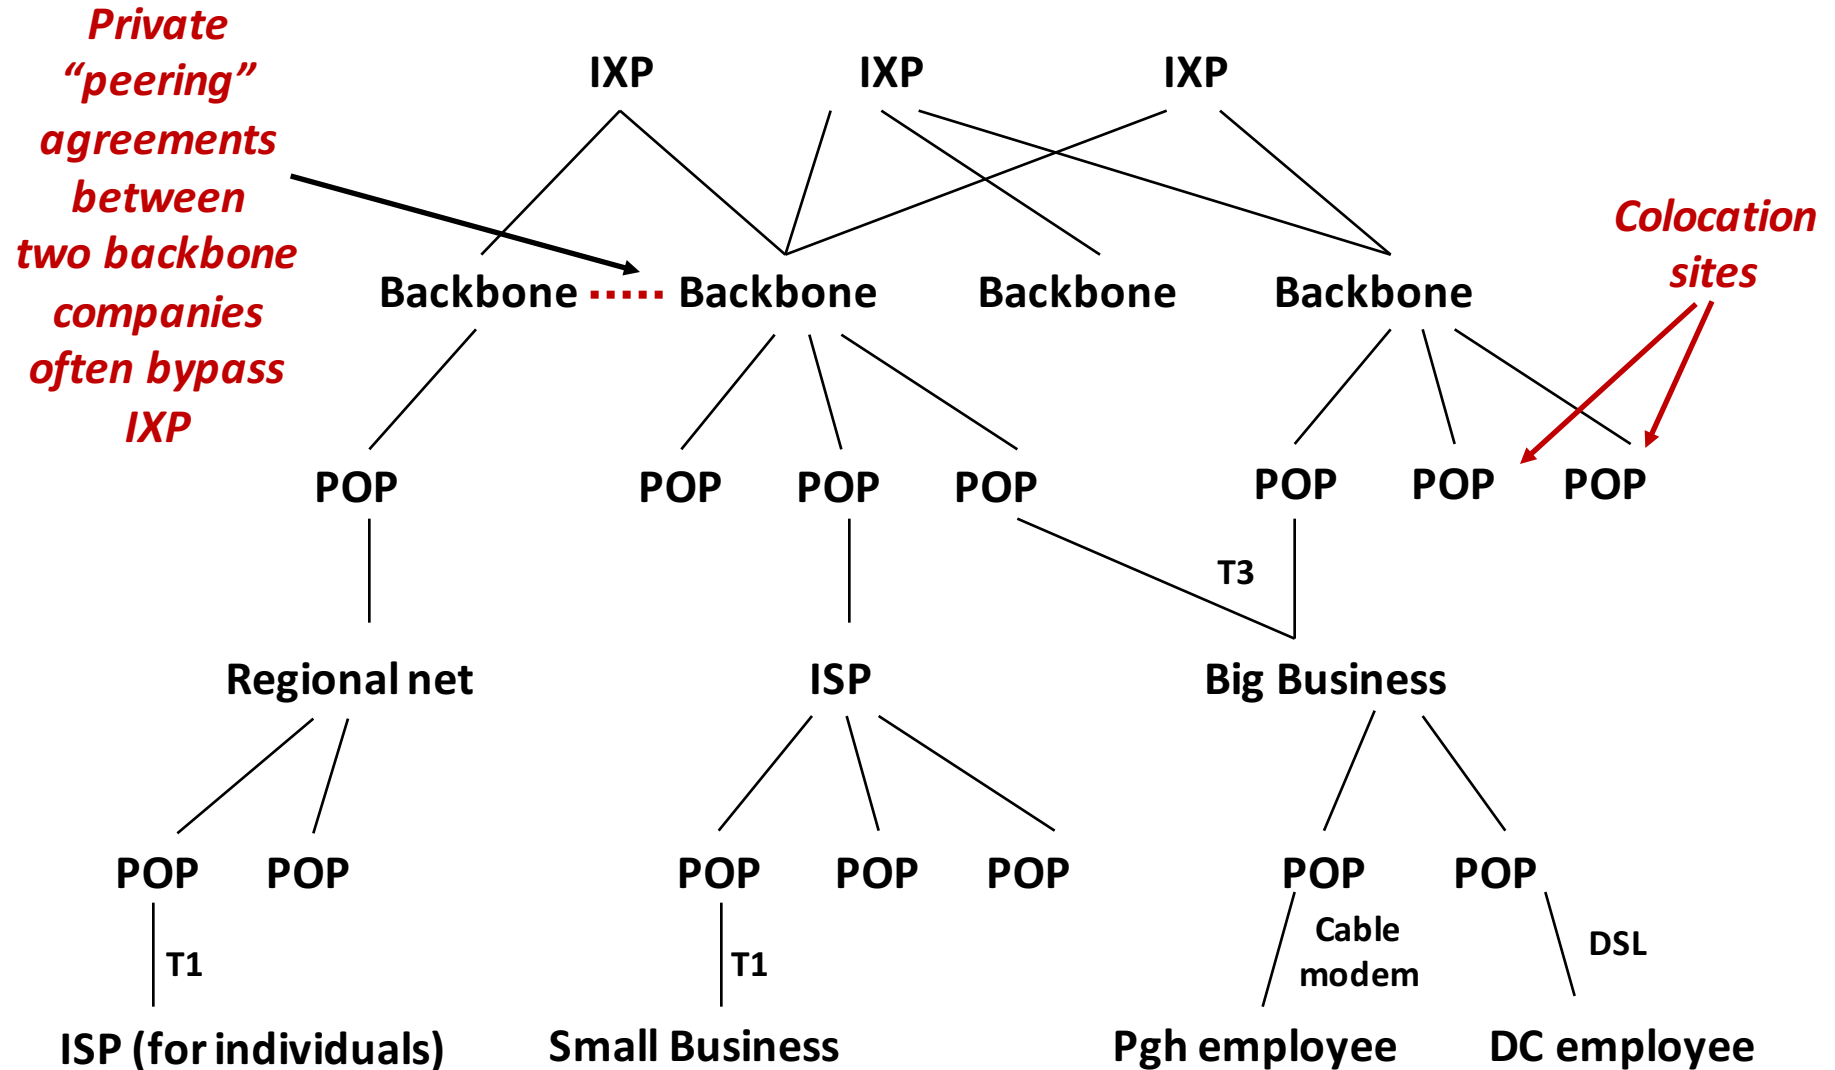 Private
“peering”
agreements
between
two backbone
companies
often bypass
IXP
IXP IXP IXP
Colocation
sites
Backbone Backbone Backbone Backbone
POP POP POP POP POP POP POP
T3
Regional net ISP Big Business
POP POP POP POP POP POP POP
T1 T1 Cable
modem
DSL
ISP (for individuals) Small Business Pgh employee DC employee